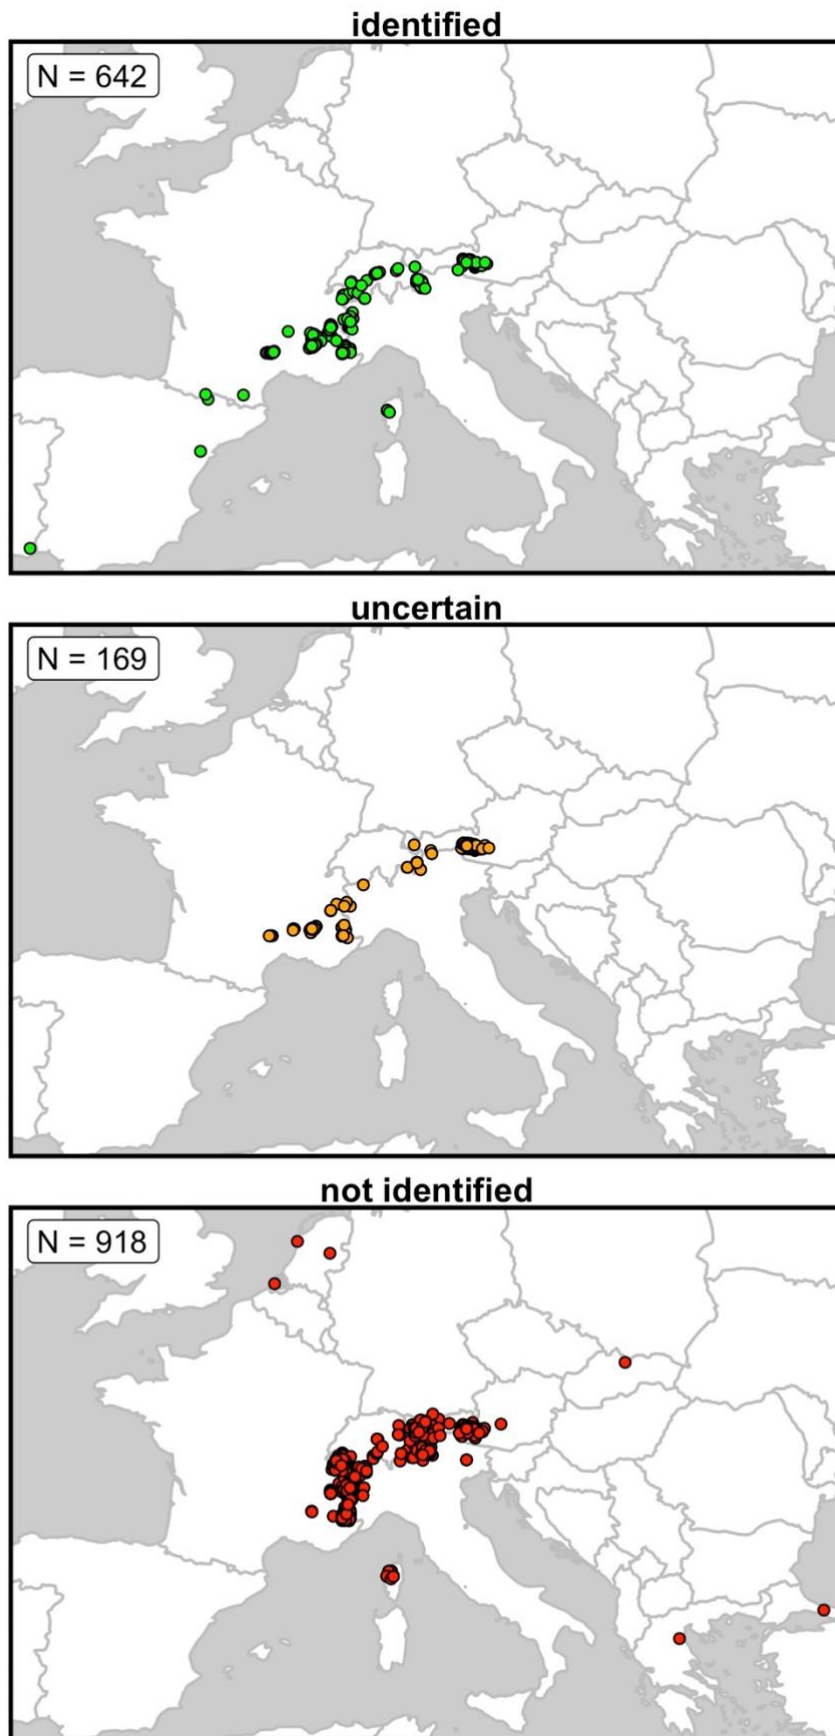 identified
N = 642
uncertain
N = 169
not identified
N = 918